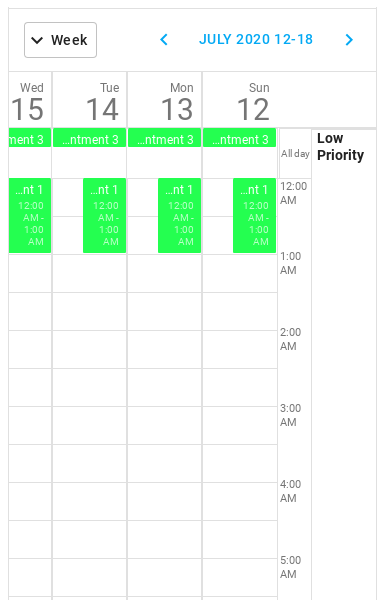 Week
JULY 2020 12-18
Wed Tue Mon Sun
15 14 13 12
ment 3 ...ntment 3 ...ntment 3 ...ntment 3
All day
Low
Priority
...nt 1 ...nt 1 ...nt 1 ...nt 1
12:00 12:00 12:00 12:00
AM - AM - AM - AM -
1:00 1:00 1:00 1:00
AM AM AM AM
12:00
AM
1:00
AM
2:00
AM
3:00
AM
4:00
AM
5:00
AM